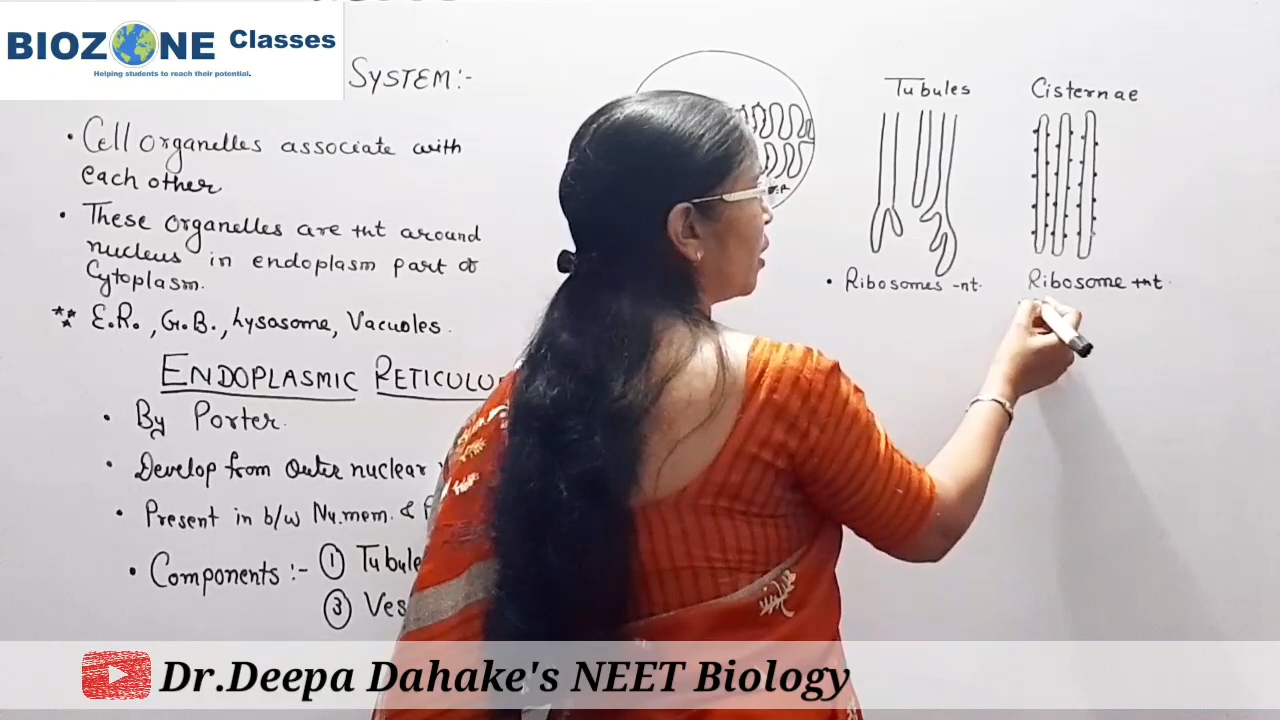 BIOZONE Classes
Helping students to reach their potential.
SYSTEM:-
• Cell organelles associate with
each other
• These organelles are +nt around
nucleus in endoplasm part of
Cytoplasm.
E.R., G.B., Lysosome, Vacuoles.
ENDOPLASMIC
• By Porter.
• Develop from Outer nuclear
• Present in b/w Nu.mem. &
• Components :- ① Tubule
③ Ves
Tubules
• Ribosomes -nt.
Cisternae
Ribosome +nt.
Dr.Deepa Dahake's NEET Biology